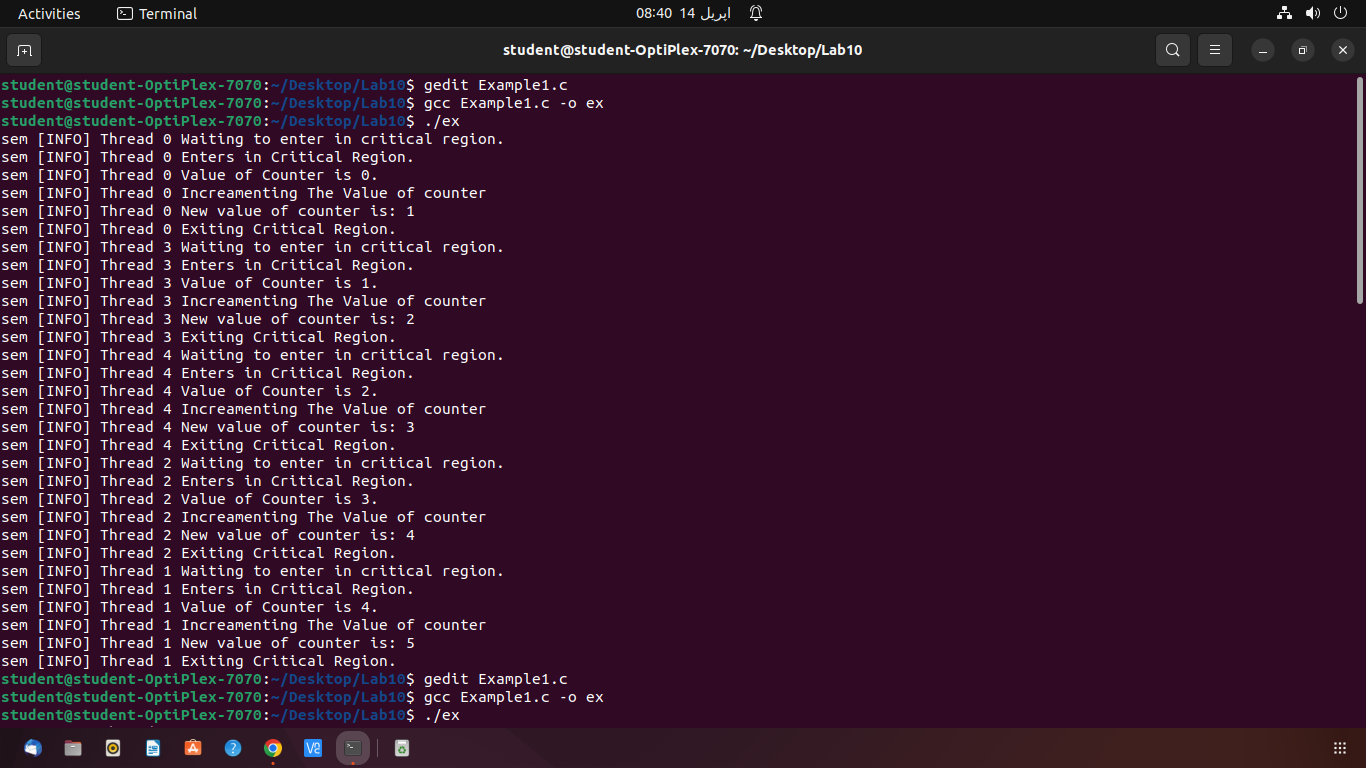 Activities Terminal 08:40 14 اپریل
student@student-OptiPlex-7070: ~/Desktop/Lab10
student@student-OptiPlex-7070:~/Desktop/Lab10$ gedit Example1.c
student@student-OptiPlex-7070:~/Desktop/Lab10$ gcc Example1.c -o ex
student@student-OptiPlex-7070:~/Desktop/Lab10$ ./ex
sem [INFO] Thread 0 Waiting to enter in critical region.
sem [INFO] Thread 0 Enters in Critical Region.
sem [INFO] Thread 0 Value of Counter is 0.
sem [INFO] Thread 0 Increamenting The Value of counter
sem [INFO] Thread 0 New value of counter is: 1
sem [INFO] Thread 0 Exiting Critical Region.
sem [INFO] Thread 3 Waiting to enter in critical region.
sem [INFO] Thread 3 Enters in Critical Region.
sem [INFO] Thread 3 Value of Counter is 1.
sem [INFO] Thread 3 Increamenting The Value of counter
sem [INFO] Thread 3 New value of counter is: 2
sem [INFO] Thread 3 Exiting Critical Region.
sem [INFO] Thread 4 Waiting to enter in critical region.
sem [INFO] Thread 4 Enters in Critical Region.
sem [INFO] Thread 4 Value of Counter is 2.
sem [INFO] Thread 4 Increamenting The Value of counter
sem [INFO] Thread 4 New value of counter is: 3
sem [INFO] Thread 4 Exiting Critical Region.
sem [INFO] Thread 2 Waiting to enter in critical region.
sem [INFO] Thread 2 Enters in Critical Region.
sem [INFO] Thread 2 Value of Counter is 3.
sem [INFO] Thread 2 Increamenting The Value of counter
sem [INFO] Thread 2 New value of counter is: 4
sem [INFO] Thread 2 Exiting Critical Region.
sem [INFO] Thread 1 Waiting to enter in critical region.
sem [INFO] Thread 1 Enters in Critical Region.
sem [INFO] Thread 1 Value of Counter is 4.
sem [INFO] Thread 1 Increamenting The Value of counter
sem [INFO] Thread 1 New value of counter is: 5
sem [INFO] Thread 1 Exiting Critical Region.
student@student-OptiPlex-7070:~/Desktop/Lab10$ gedit Example1.c
student@student-OptiPlex-7070:~/Desktop/Lab10$ gcc Example1.c -o ex
student@student-OptiPlex-7070:~/Desktop/Lab10$ ./ex